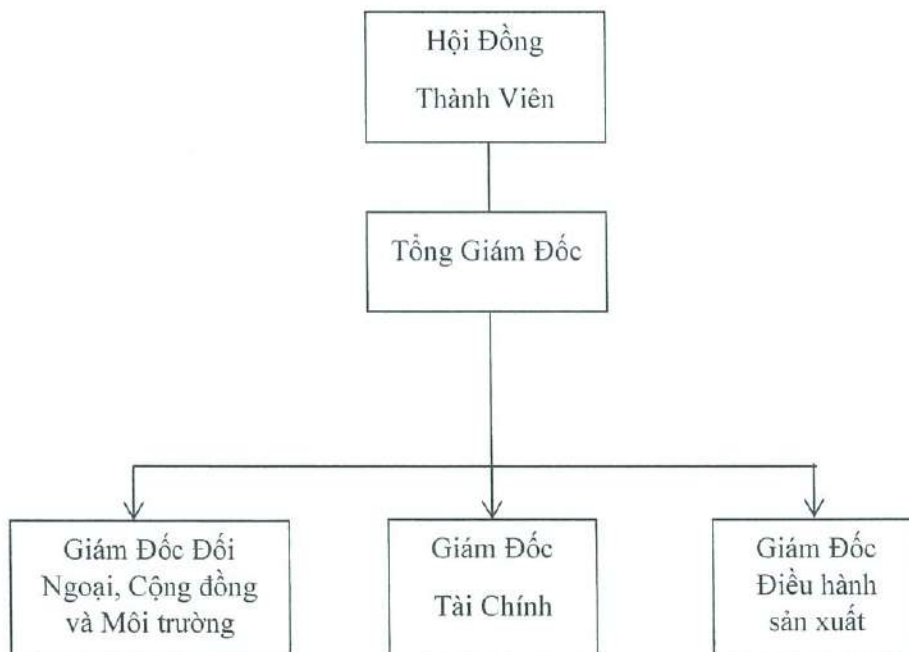 Hội Đồng
Thành Viên
Tổng Giám Đốc
Giám Đốc Đối
Ngoại, Cộng đồng
và Môi trường
Giám Đốc
Tài Chính
Giám Đốc
Điều hành
sản xuất